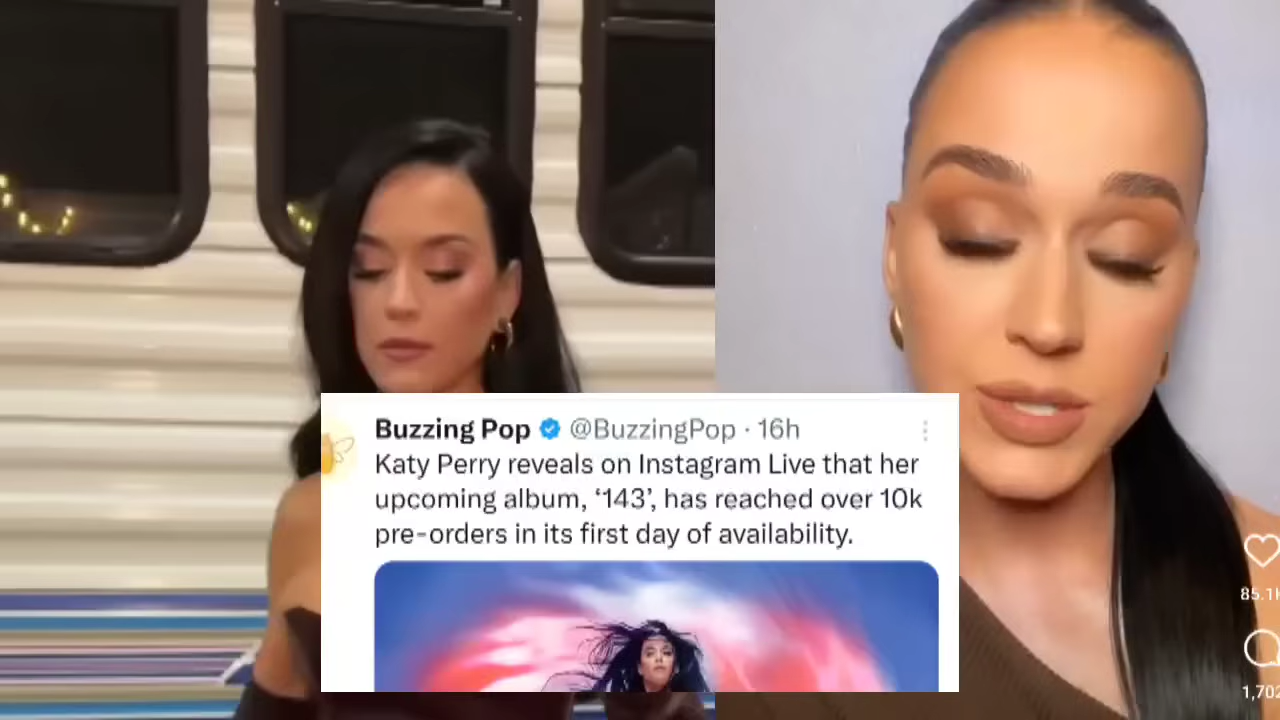 Buzzing Pop @BuzzingPop · 16h
Katy Perry reveals on Instagram Live that her
upcoming album, ‘143’, has reached over 10k
pre-orders in its first day of availability.
85.1K
1,702